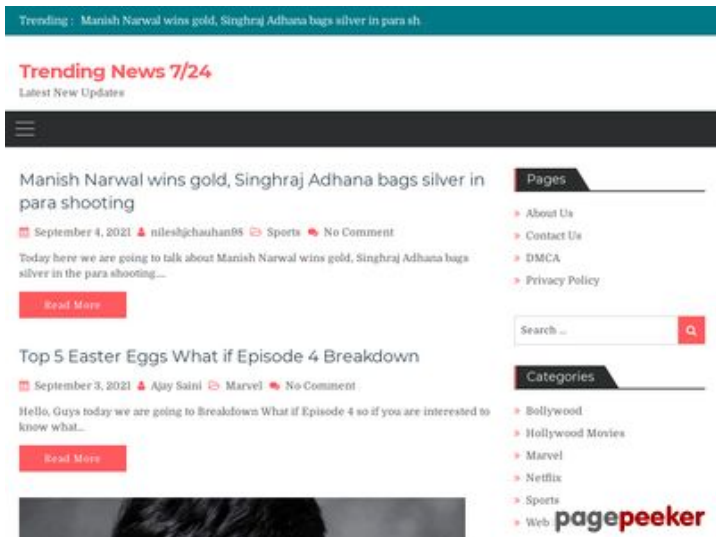 Trending : Manish Narwal wins gold, Singhraj Adhana bags silver in para sh
Trending News 7/24
Latest New Updates
Manish Narwal wins gold, Singhraj Adhana bags silver in
para shooting
September 4, 2021 nileshjchauhan98 Sports No Comment
Today here we are going to talk about Manish Narwal wins gold, Singhraj Adhana bags
silver in the para shooting....
Read More
Top 5 Easter Eggs What if Episode 4 Breakdown
September 3, 2021 Ajay Saini Marvel No Comment
Hello, Guys today we are going to Breakdown What if Episode 4 so if you are interested to
know what...
Read More
Pages
About Us
Contact Us
DMCA
Privacy Policy
Search ...
Categories
Bollywood
Hollywood Movies
Marvel
Netflix
Sports
Web
pagepeeker